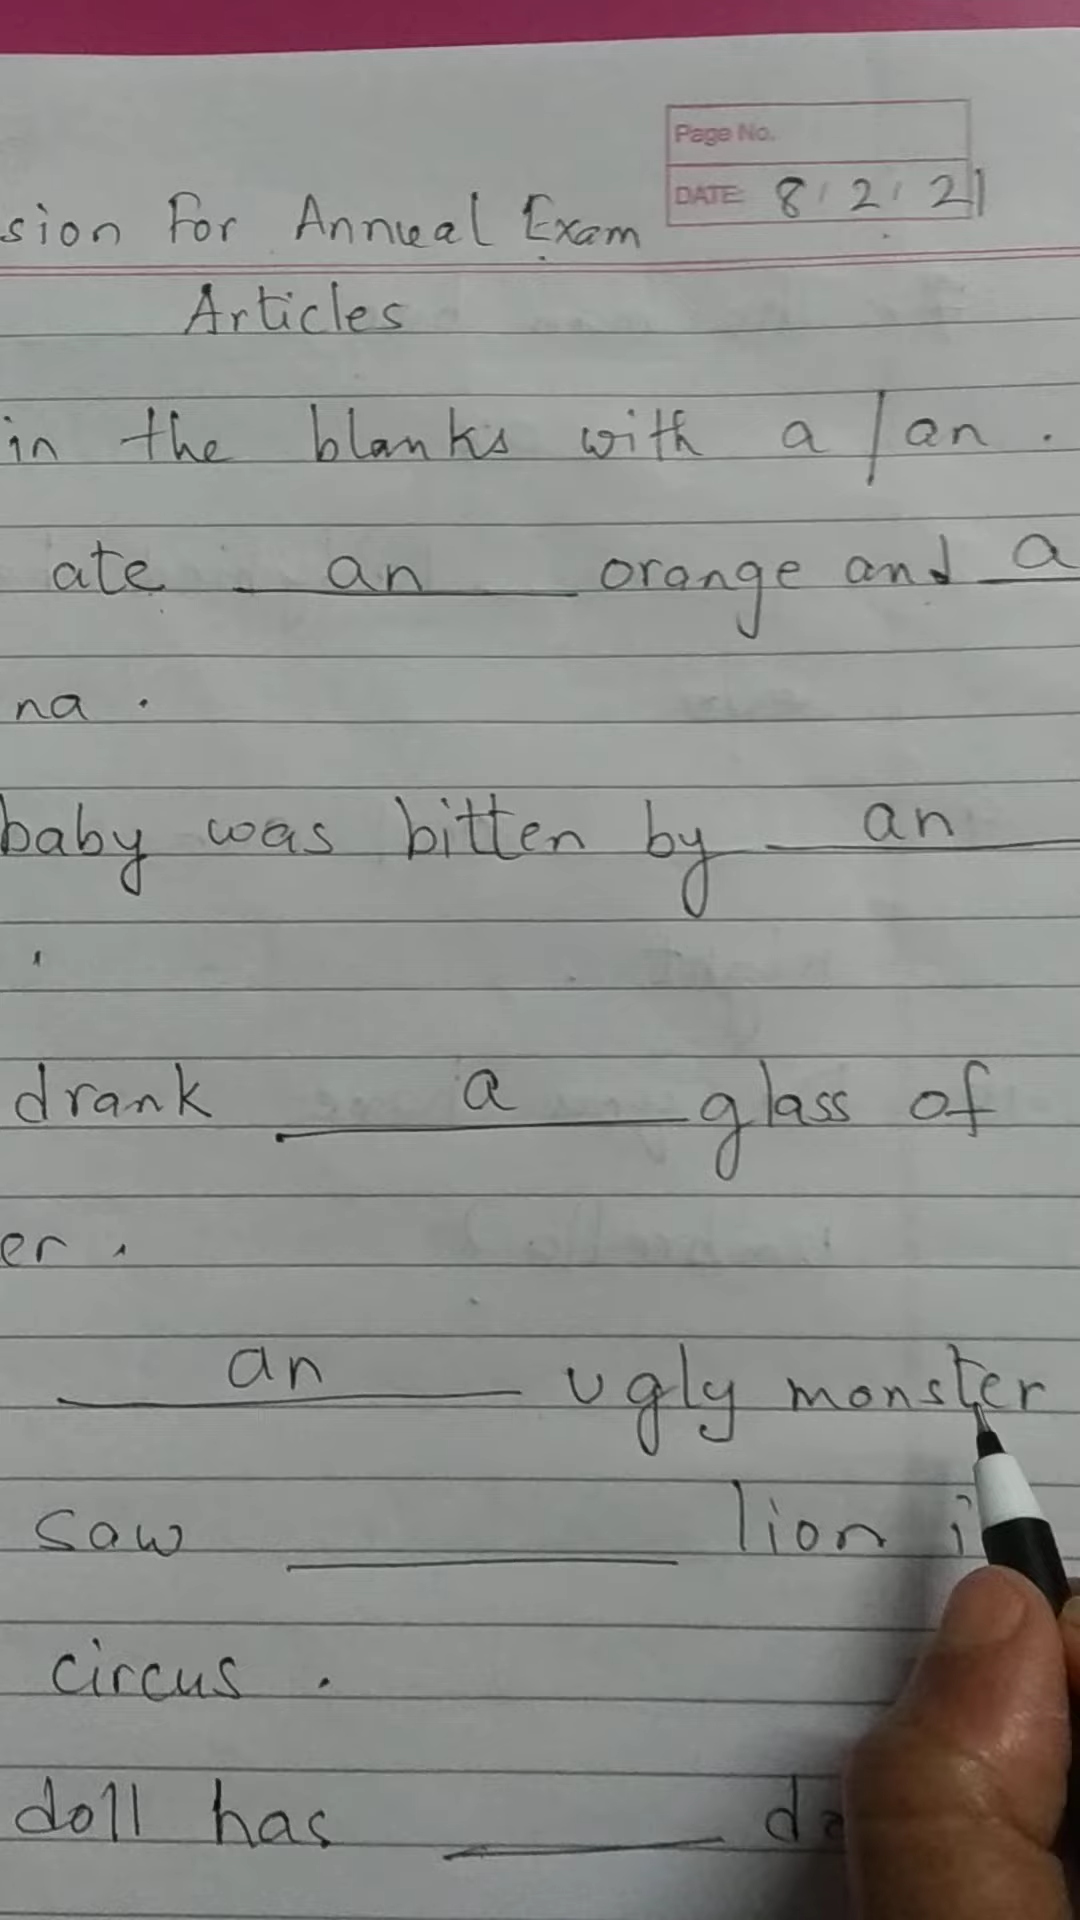 Page No.
DATE: 8/2/21
sion For Annual Exam
Articles
in the blanks with a/an.
ate an orange and a
na.
baby was bitten by an
.
drank a glass of
er.
an ugly monster
saw ______ lion i
circus.
doll has ______